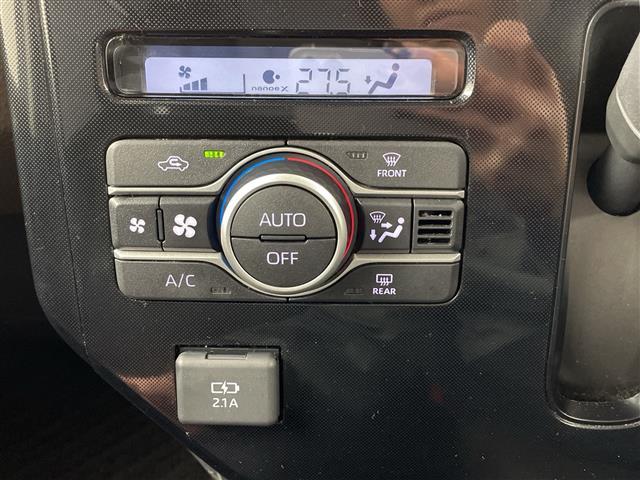 nanoe X 27.5
FRONT
AUTO
OFF
A/C
REAR
2.1A